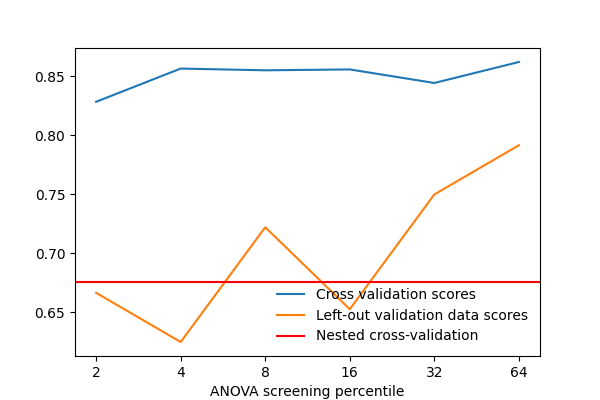 0.85
0.80
0.75
0.70
0.65
Cross validation scores
Left-out validation data scores
Nested cross-validation
2 4 8 16 32 64
ANOVA screening percentile